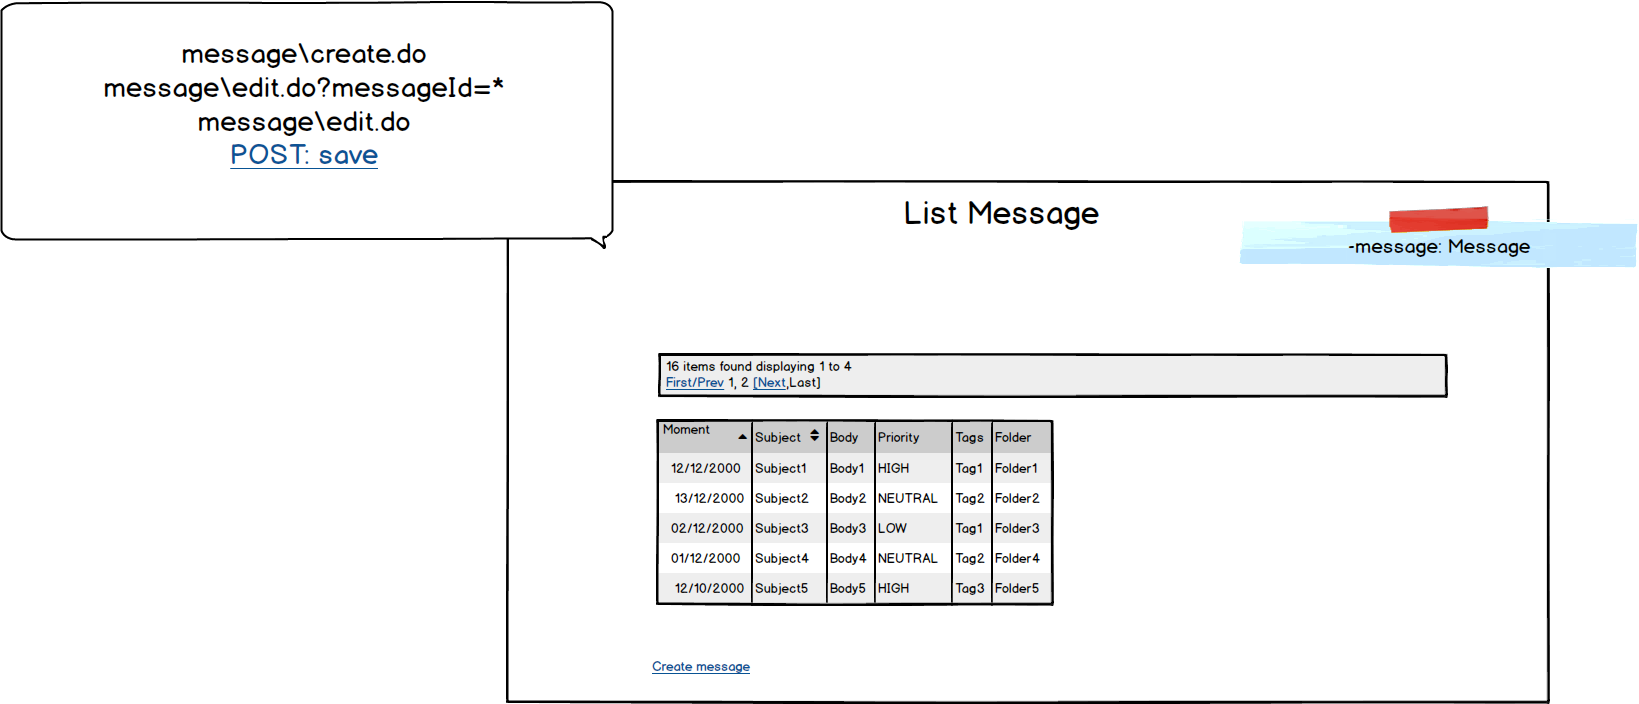 message\create.do
message\edit.do?messageId=*
message\edit.do
POST: save
List Message
-message: Message
16 items found displaying 1 to 4
First/Prev 1, 2 [Next,Last]
Moment Subject Body Priority Tags Folder
12/12/2000 Subject1 Body1 HIGH Tag1 Folder1
13/12/2000 Subject2 Body2 NEUTRAL Tag2 Folder2
02/12/2000 Subject3 Body3 LOW Tag1 Folder3
01/12/2000 Subject4 Body4 NEUTRAL Tag2 Folder4
12/10/2000 Subject5 Body5 HIGH Tag3 Folder5
Create message